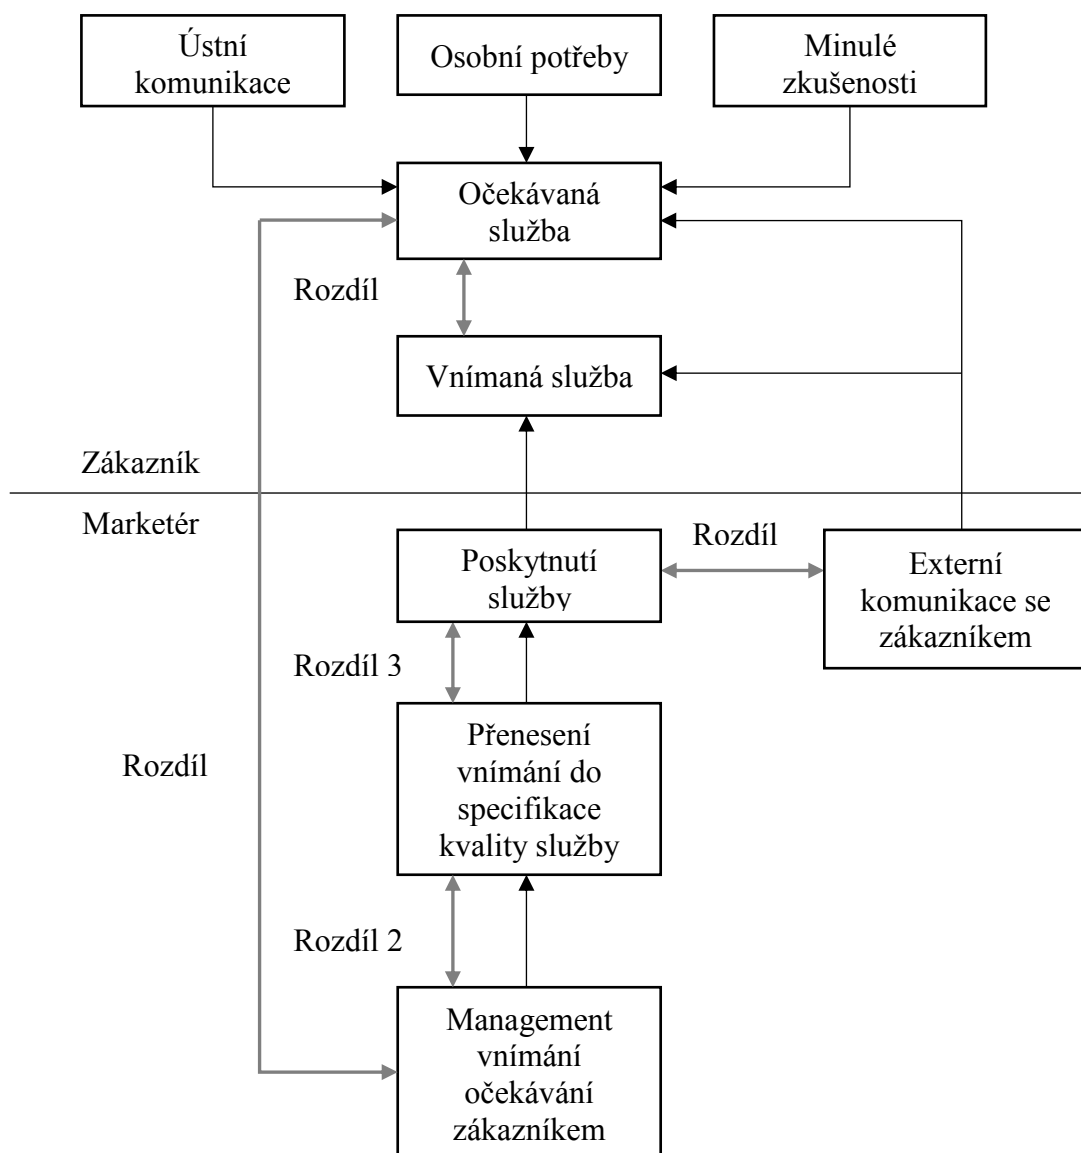 Ústní
komunikace
Osobní potřeby
Minulé
zkušenosti
Očekávaná
služba
Rozdíl
Vnímaná služba
Zákazník
Marketér
Poskytnutí
služby
Rozdíl
Externí
komunikace se
zákazníkem
Rozdíl 3
Přenesení
vnímání do
specifikace
kvality služby
Rozdíl
Rozdíl 2
Management
vnímání
očekávání
zákazníkem